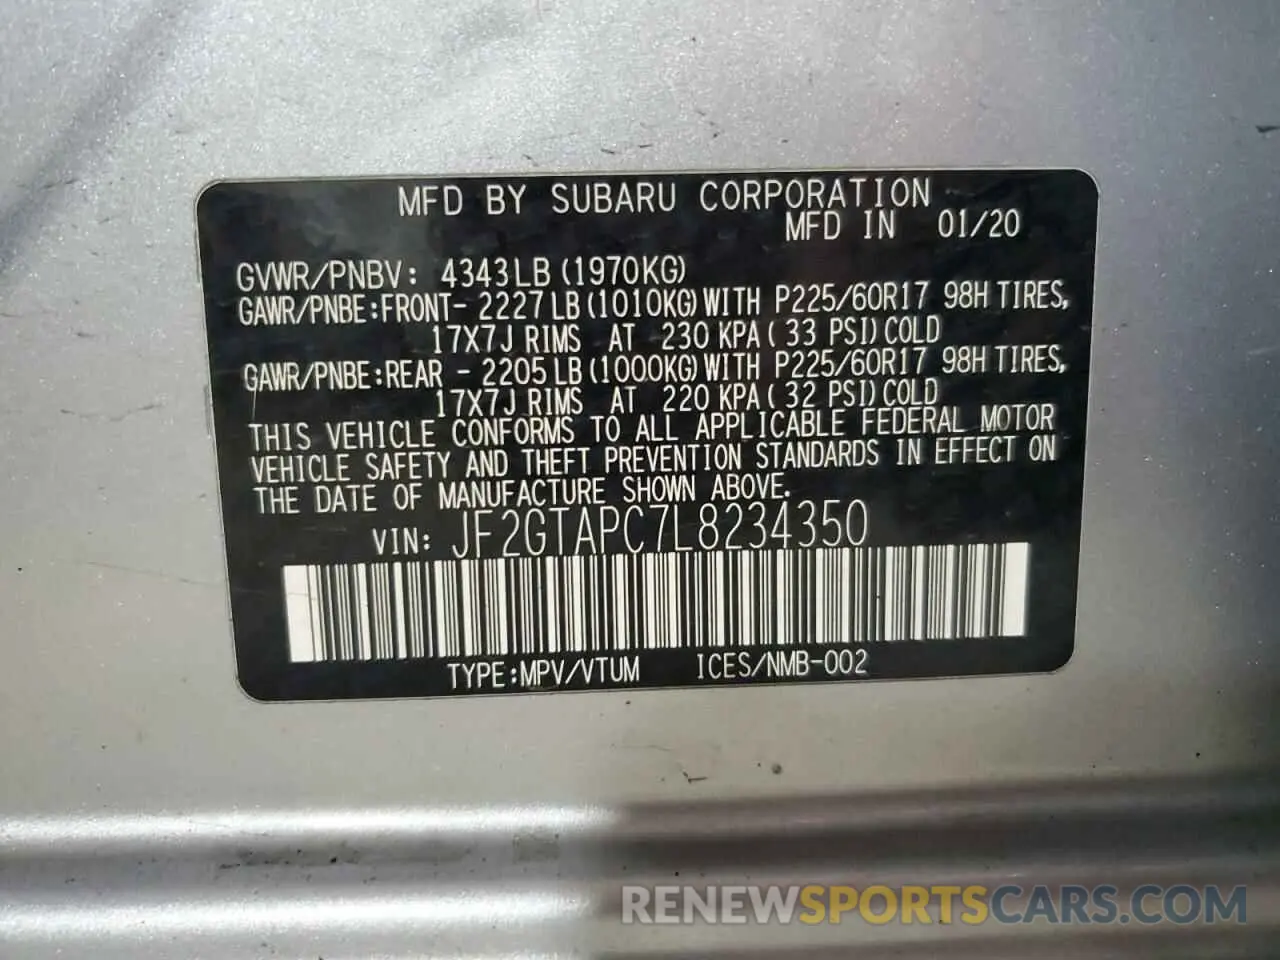 MFD BY SUBARU CORPORATION
MFD IN 01/20
GVWR/PNBV: 4343LB (1970KG)
GAWR/PNBE:FRONT- 2227 LB (1010KG) WITH P225/60R17 98H TIRES,
17X7J RIMS AT 230 KPA ( 33 PSI) COLD
GAWR/PNBE:REAR - 2205 LB (1000KG) WITH P225/60R17 98H TIRES,
17X7J RIMS AT 220 KPA ( 32 PSI) COLD
THIS VEHICLE CONFORMS TO ALL APPLICABLE FEDERAL MOTOR
VEHICLE SAFETY AND THEFT PREVENTION STANDARDS IN EFFECT ON
THE DATE OF MANUFACTURE SHOWN ABOVE.
VIN: JF2GTAPC7L8234350
TYPE:MPV/VTUM ICES/NMB-002
RENEWSPORTSCARS.COM